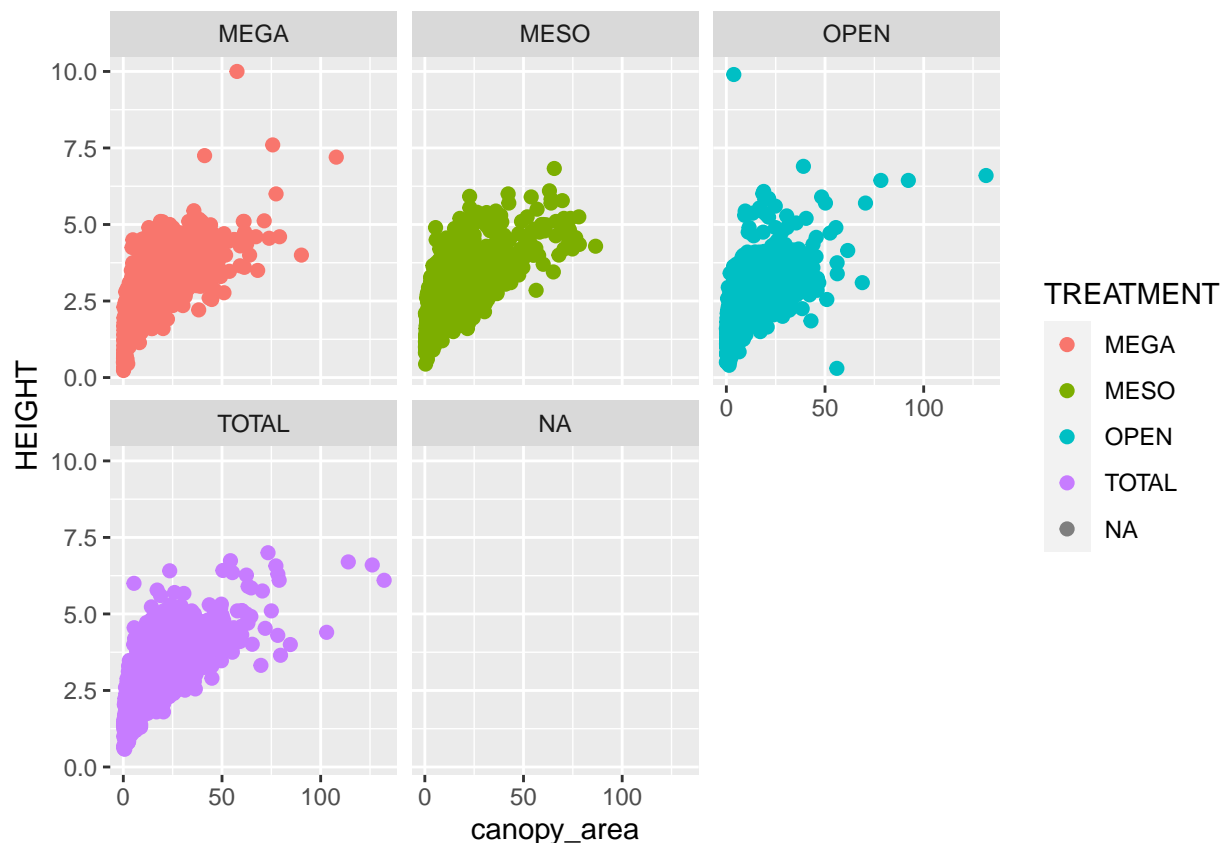 MEGA MESO OPEN
10.0
7.5
5.0
2.5
0.0
0 50 100
TOTAL NA
10.0
7.5
5.0
2.5
0.0
0 50 100 0 50 100
HEIGHT
canopy_area
TREATMENT
MEGA
MESO
OPEN
TOTAL
NA